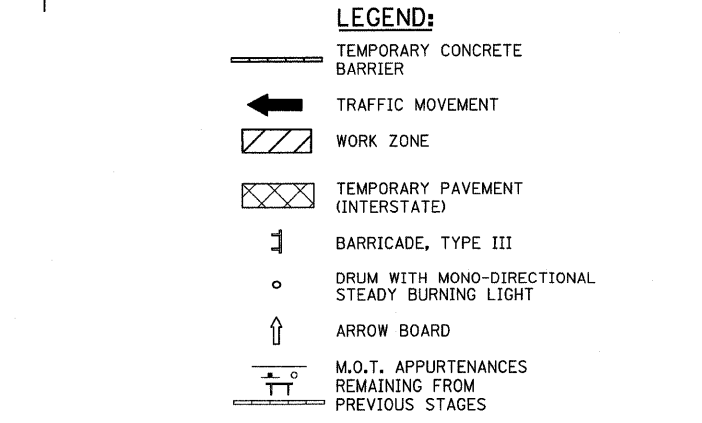 LEGEND:
TEMPORARY CONCRETE
BARRIER
TRAFFIC MOVEMENT
WORK ZONE
TEMPORARY PAVEMENT
(INTERSTATE)
BARRICADE, TYPE III
DRUM WITH MONO-DIRECTIONAL
STEADY BURNING LIGHT
ARROW BOARD
M.O.T. APPURTENANCES
REMAINING FROM
PREVIOUS STAGES